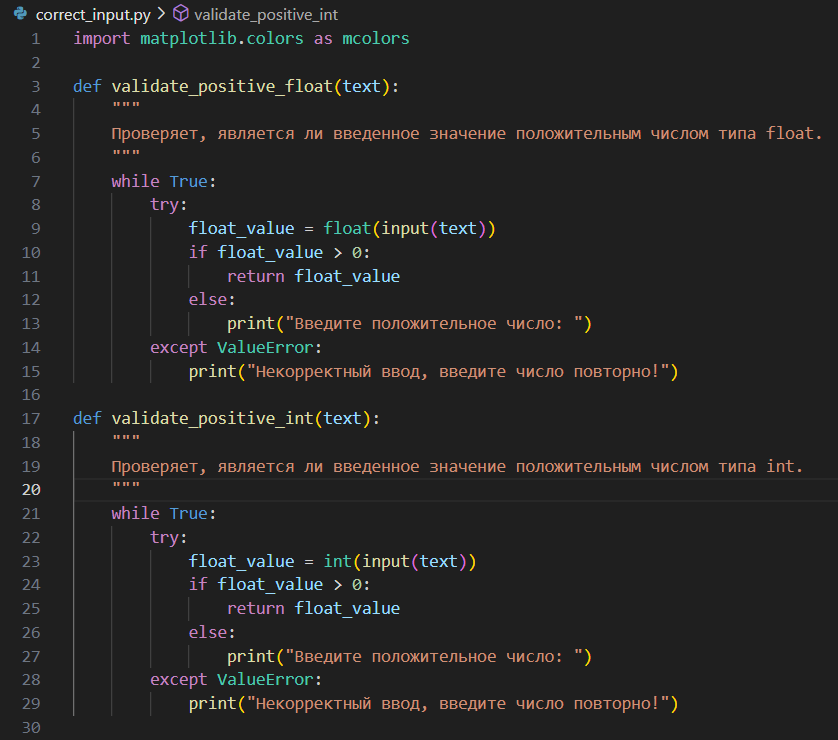 correct_input.py > validate_positive_int
1 import matplotlib.colors as mcolors
2
3 def validate_positive_float(text):
4     """
5     Проверяет, является ли введенное значение положительным числом типа float.
6     """
7     while True:
8         try:
9             float_value = float(input(text))
10             if float_value > 0:
11                 return float_value
12             else:
13                 print("Введите положительное число: ")
14         except ValueError:
15             print("Некорректный ввод, введите число повторно!")
16
17 def validate_positive_int(text):
18     """
19     Проверяет, является ли введенное значение положительным числом типа int.
20     """
21     while True:
22         try:
23             float_value = int(input(text))
24             if float_value > 0:
25                 return float_value
26             else:
27                 print("Введите положительное число: ")
28         except ValueError:
29             print("Некорректный ввод, введите число повторно!")
30